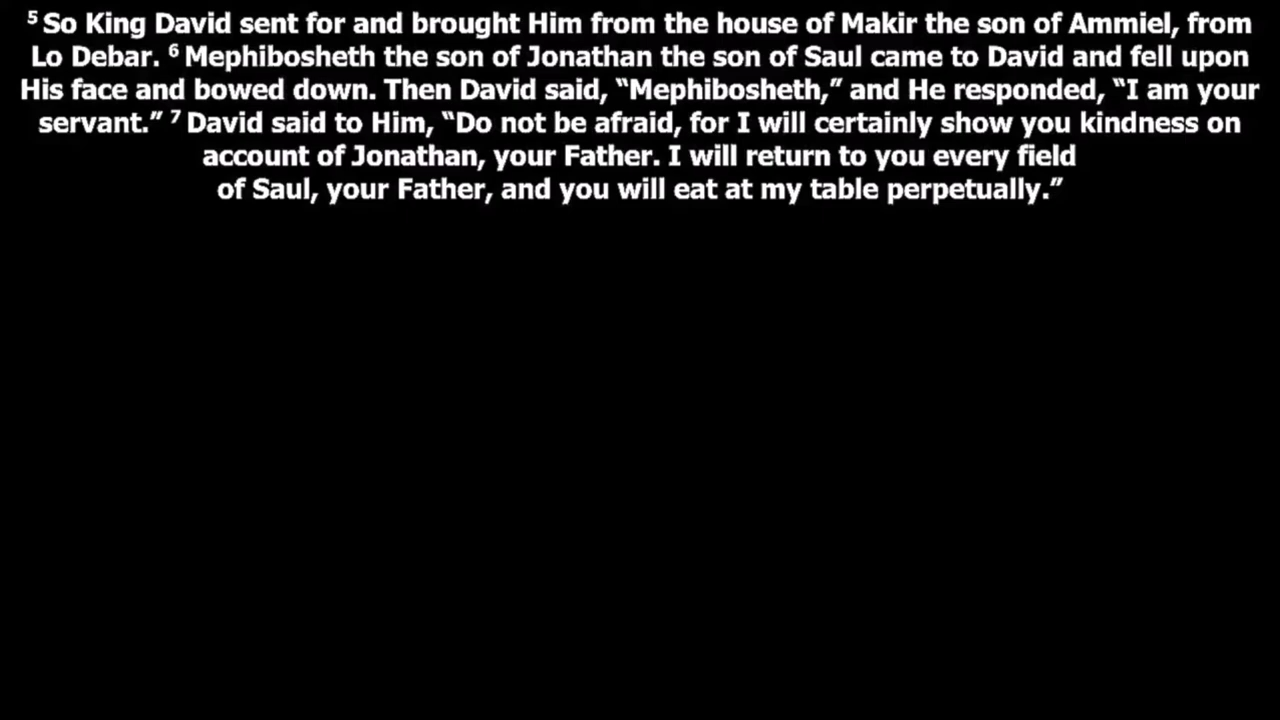 ⁵ So King David sent for and brought Him from the house of Makir the son of Ammiel, from
Lo Debar. ⁶ Mephibosheth the son of Jonathan the son of Saul came to David and fell upon
His face and bowed down. Then David said, “Mephibosheth,” and He responded, “I am your
servant.” ⁷ David said to Him, “Do not be afraid, for I will certainly show you kindness on
account of Jonathan, your Father. I will return to you every field
of Saul, your Father, and you will eat at my table perpetually.”